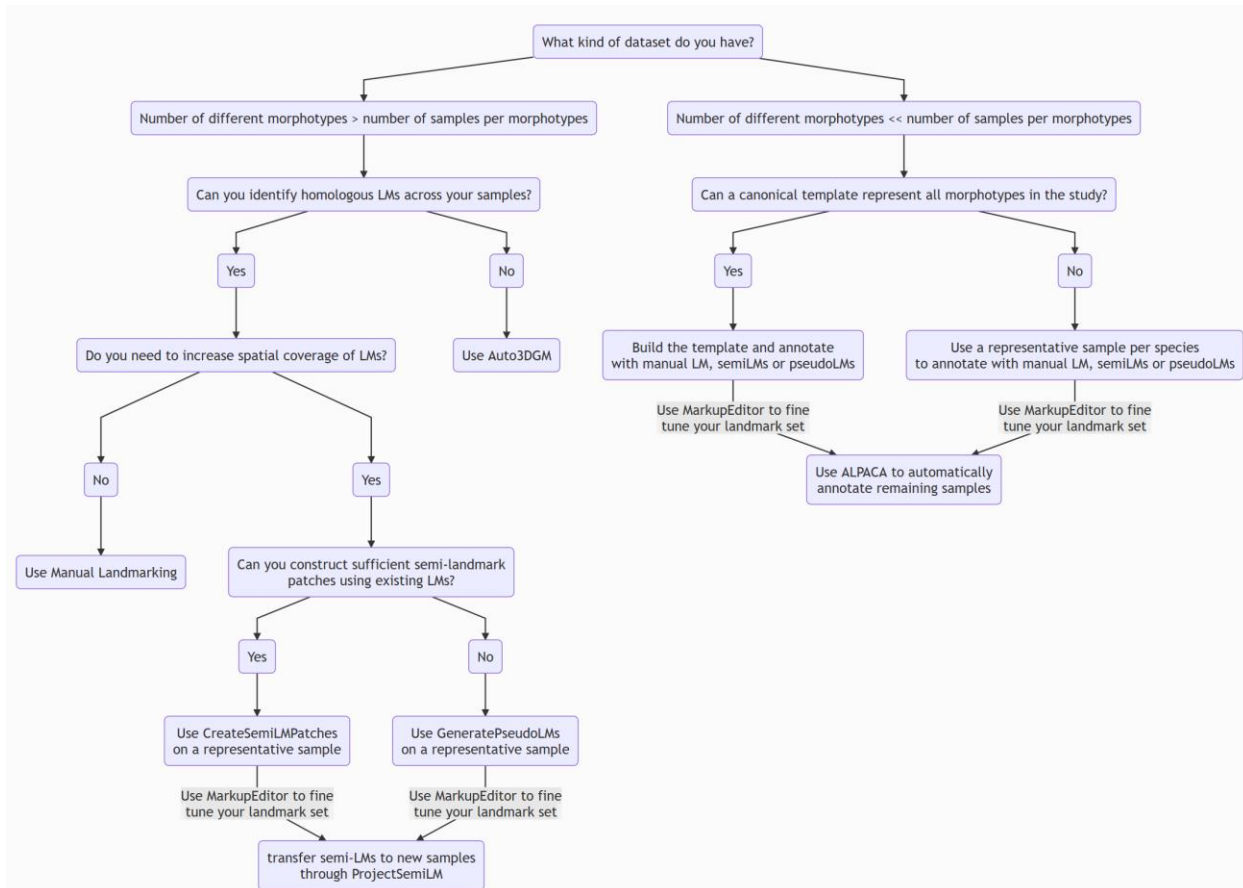 What kind of dataset do you have?
Number of different morphotypes > number of samples per morphotypes
Number of different morphotypes << number of samples per morphotypes
Can you identify homologous LMs across your samples?
Can a canonical template represent all morphotypes in the study?
Yes
No
Yes
No
Do you need to increase spatial coverage of LMs?
Use Auto3DGM
Build the template and annotate
with manual LM, semiLMs or pseudoLMs
Use a representative sample per species
to annotate with manual LM, semiLMs or pseudoLMs
Use MarkupEditor to fine
tune your landmark set
Use MarkupEditor to fine
tune your landmark set
No
Yes
Use ALPACA to automatically
annotate remaining samples
Use Manual Landmarking
Can you construct sufficient semi-landmark
patches using existing LMs?
Yes
No
Use CreateSemiLMPatches
on a representative sample
Use GeneratePseudoLMs
on a representative sample
Use MarkupEditor to fine
tune your landmark set
Use MarkupEditor to fine
tune your landmark set
transfer semi-LMs to new samples
through ProjectSemiLM